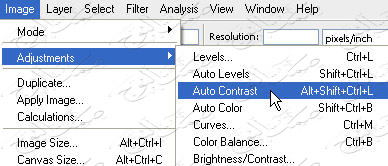 Image Layer Select Filter Analysis View Window Help
Mode
Resolution: pixels/inch
Adjustments
Levels... Ctrl+L
Auto Levels Shift+Ctrl+L
Duplicate...
Auto Contrast Alt+Shift+Ctrl+L
Apply Image...
Auto Color Shift+Ctrl+B
Calculations...
Curves... Ctrl+M
Image Size... Alt+Ctrl+I
Color Balance... Ctrl+B
Canvas Size... Alt+Ctrl+C
Brightness/Contrast...